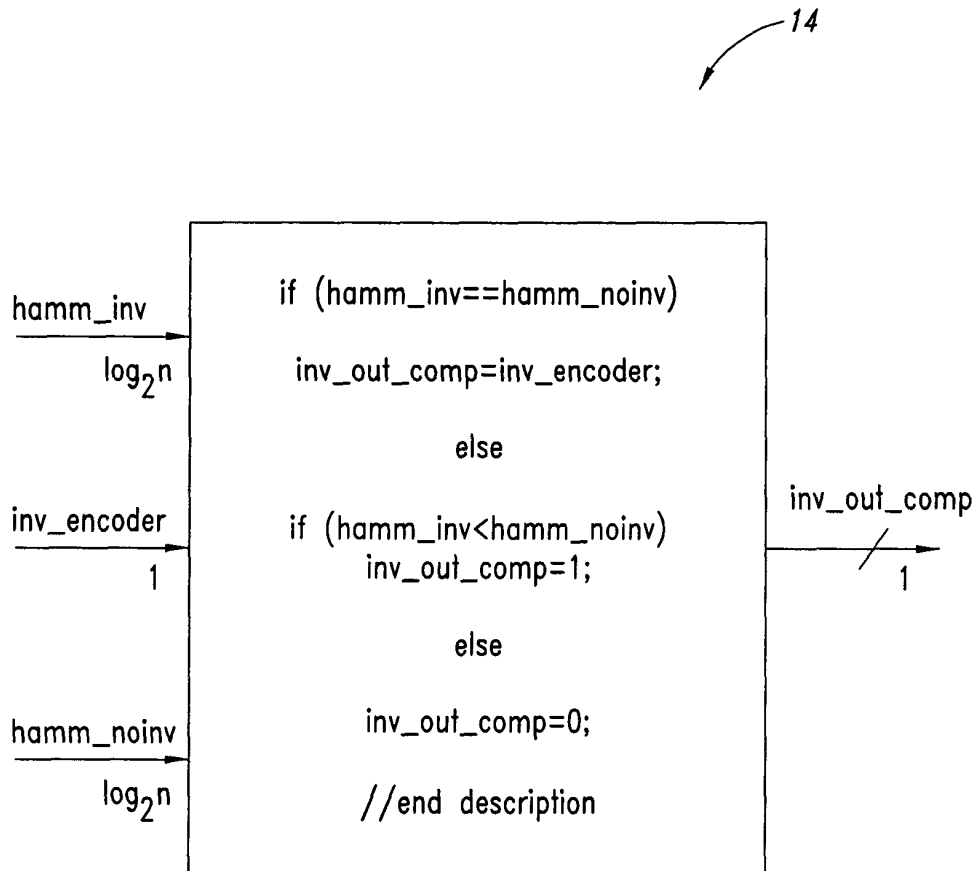 14
if (hamm_inv==hamm_noinv)
hamm_inv
log2n
inv_out_comp=inv_encoder;
else
inv_out_comp
inv_encoder
if (hamm_inv<hamm_noinv)
1
inv_out_comp=1;
1
else
hamm_noinv
inv_out_comp=0;
log2n
//end description